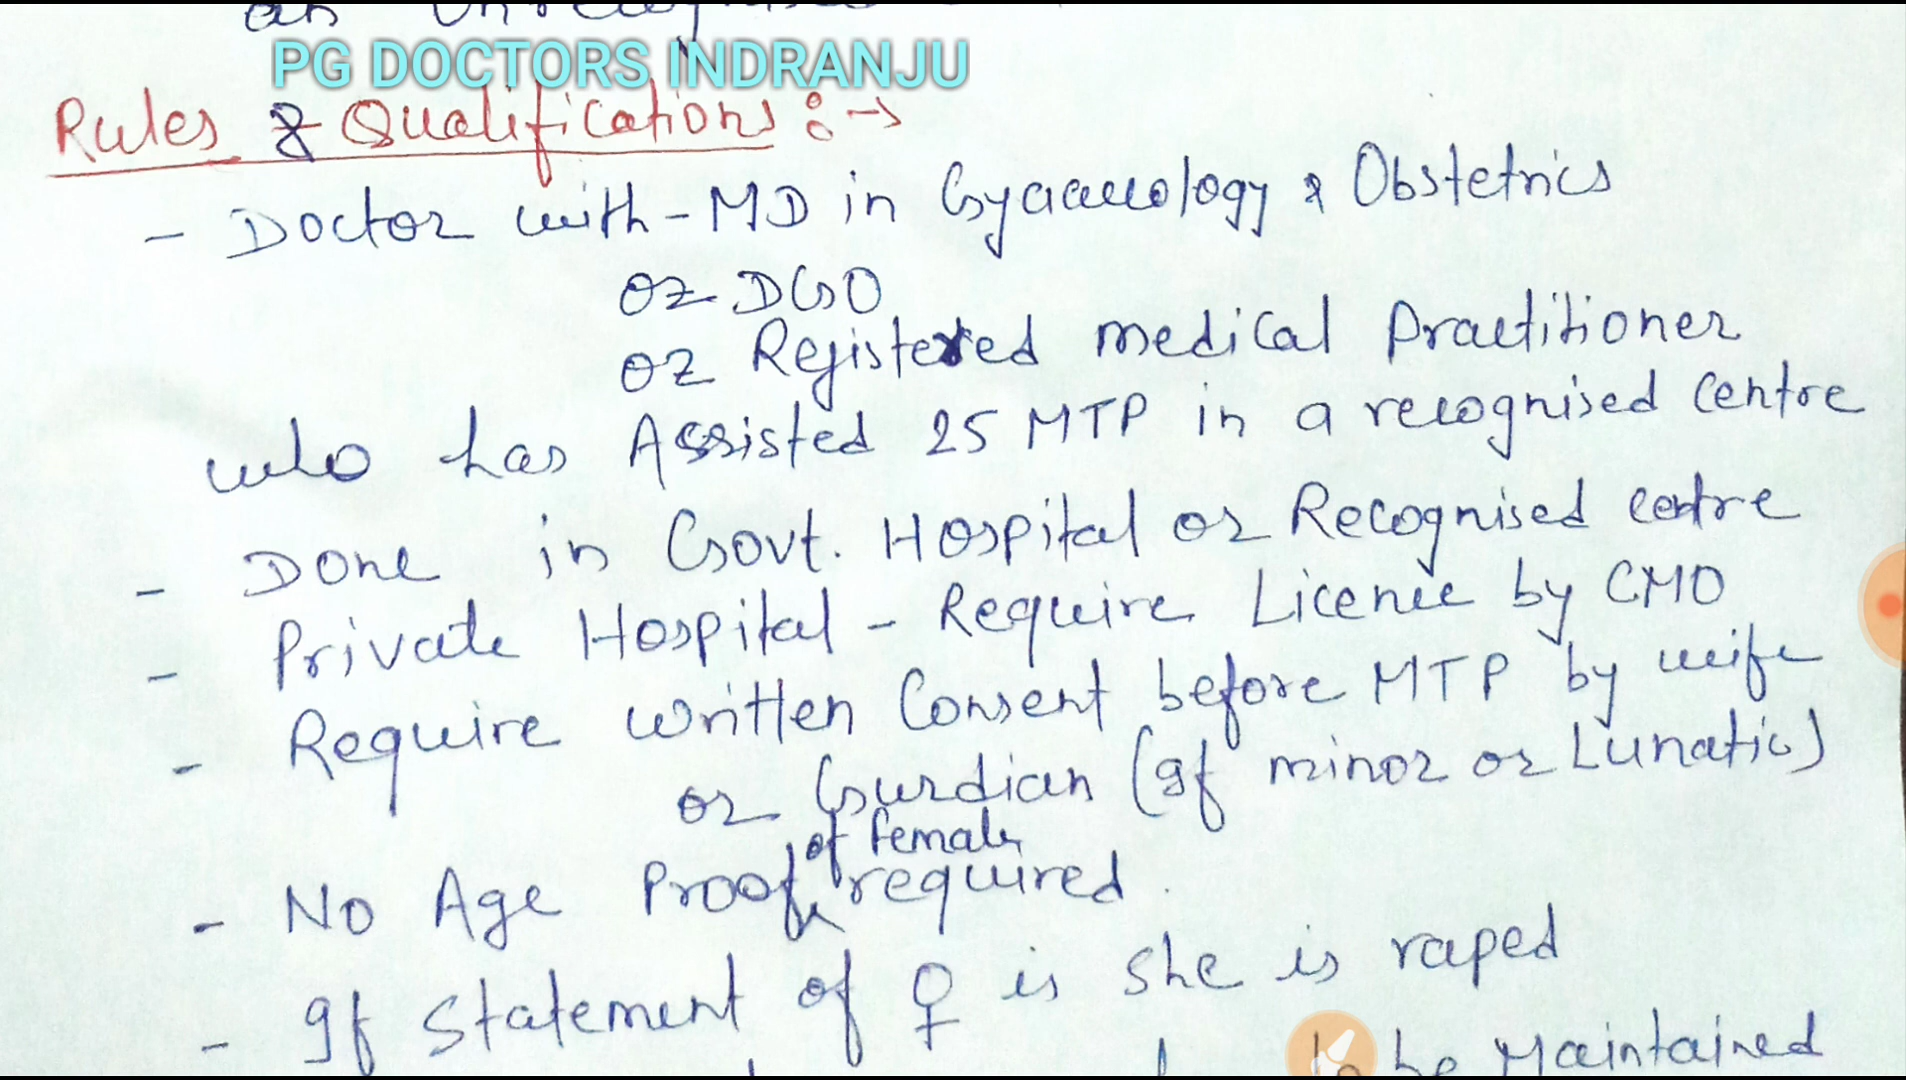 PG DOCTORS INDRANJU
Rules & Qualifications :→
- Doctor with - MD in Gynaecology & Obstetrics
or DGO
or Registered medical Practitioner
who has Assisted 25 MTP in a recognised Centre
- Done in Govt. Hospital or Recognised centre
- Private Hospital - Require Licence by CMO
- Require written Consent before MTP by wife
or Gurdian (If minor or Lunatic)
of female
- No Age Proof required.
- If Statement of ♀ is she is raped
to be Maintained